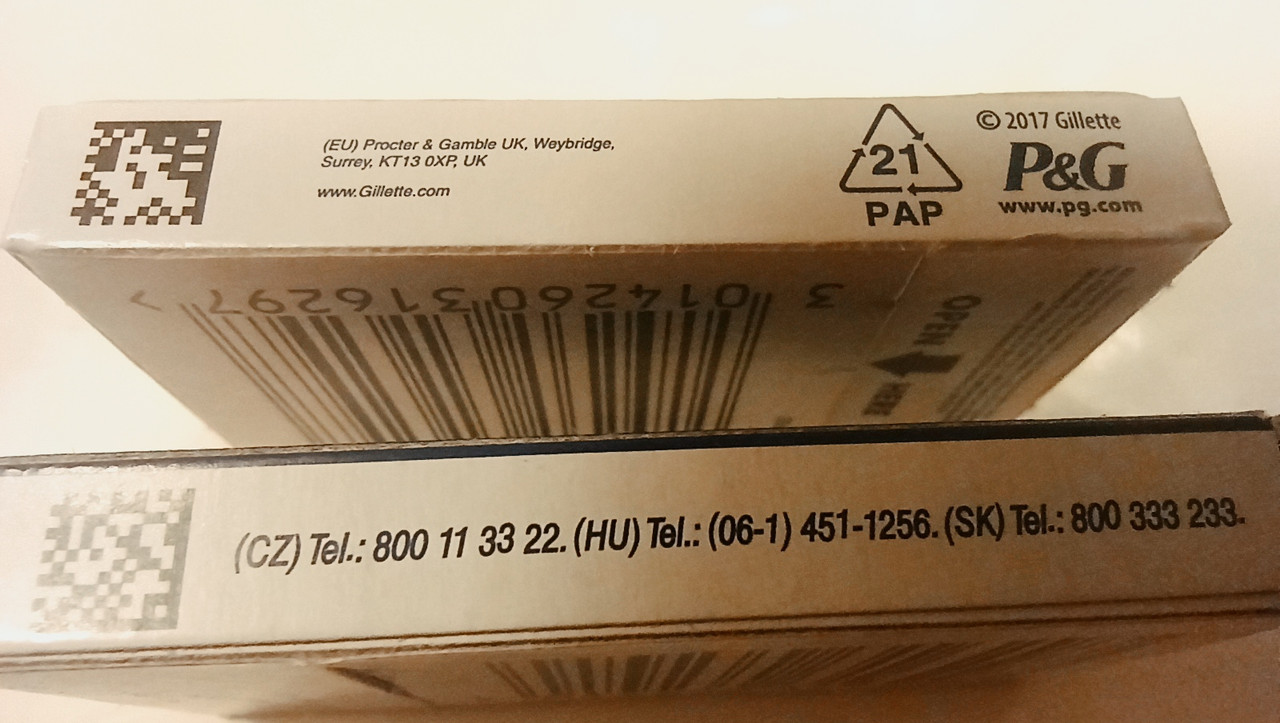 (EU) Procter & Gamble UK, Weybridge,
Surrey, KT13 0XP, UK
www.Gillette.com
21
PAP
© 2017 Gillette
P&G
www.pg.com
3 014260 316297 >
OPEN
HERE
(CZ) Tel.: 800 11 33 22. (HU) Tel.: (06-1) 451-1256. (SK) Tel.: 800 333 233.